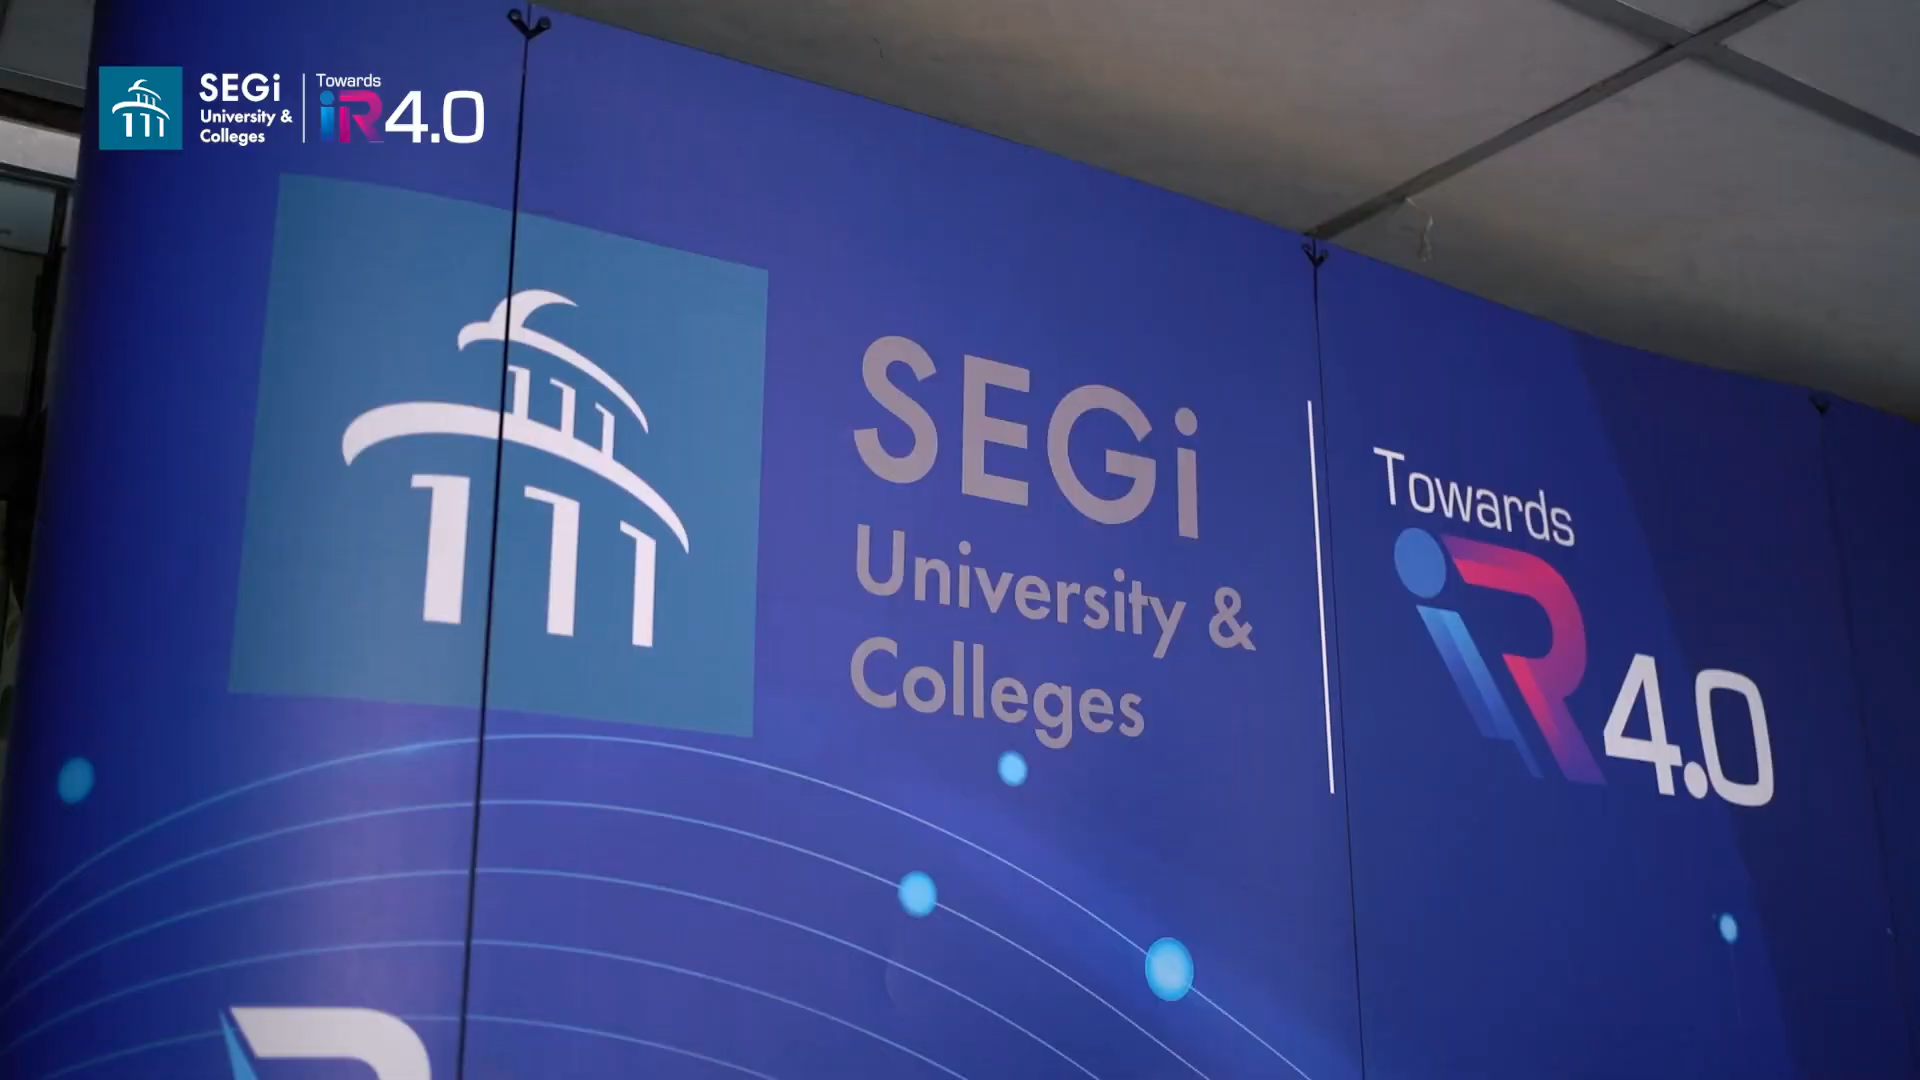 SEGi
University &
Colleges
Towards
iR4.0
SEGi
University &
Colleges
Towards
iR4.0